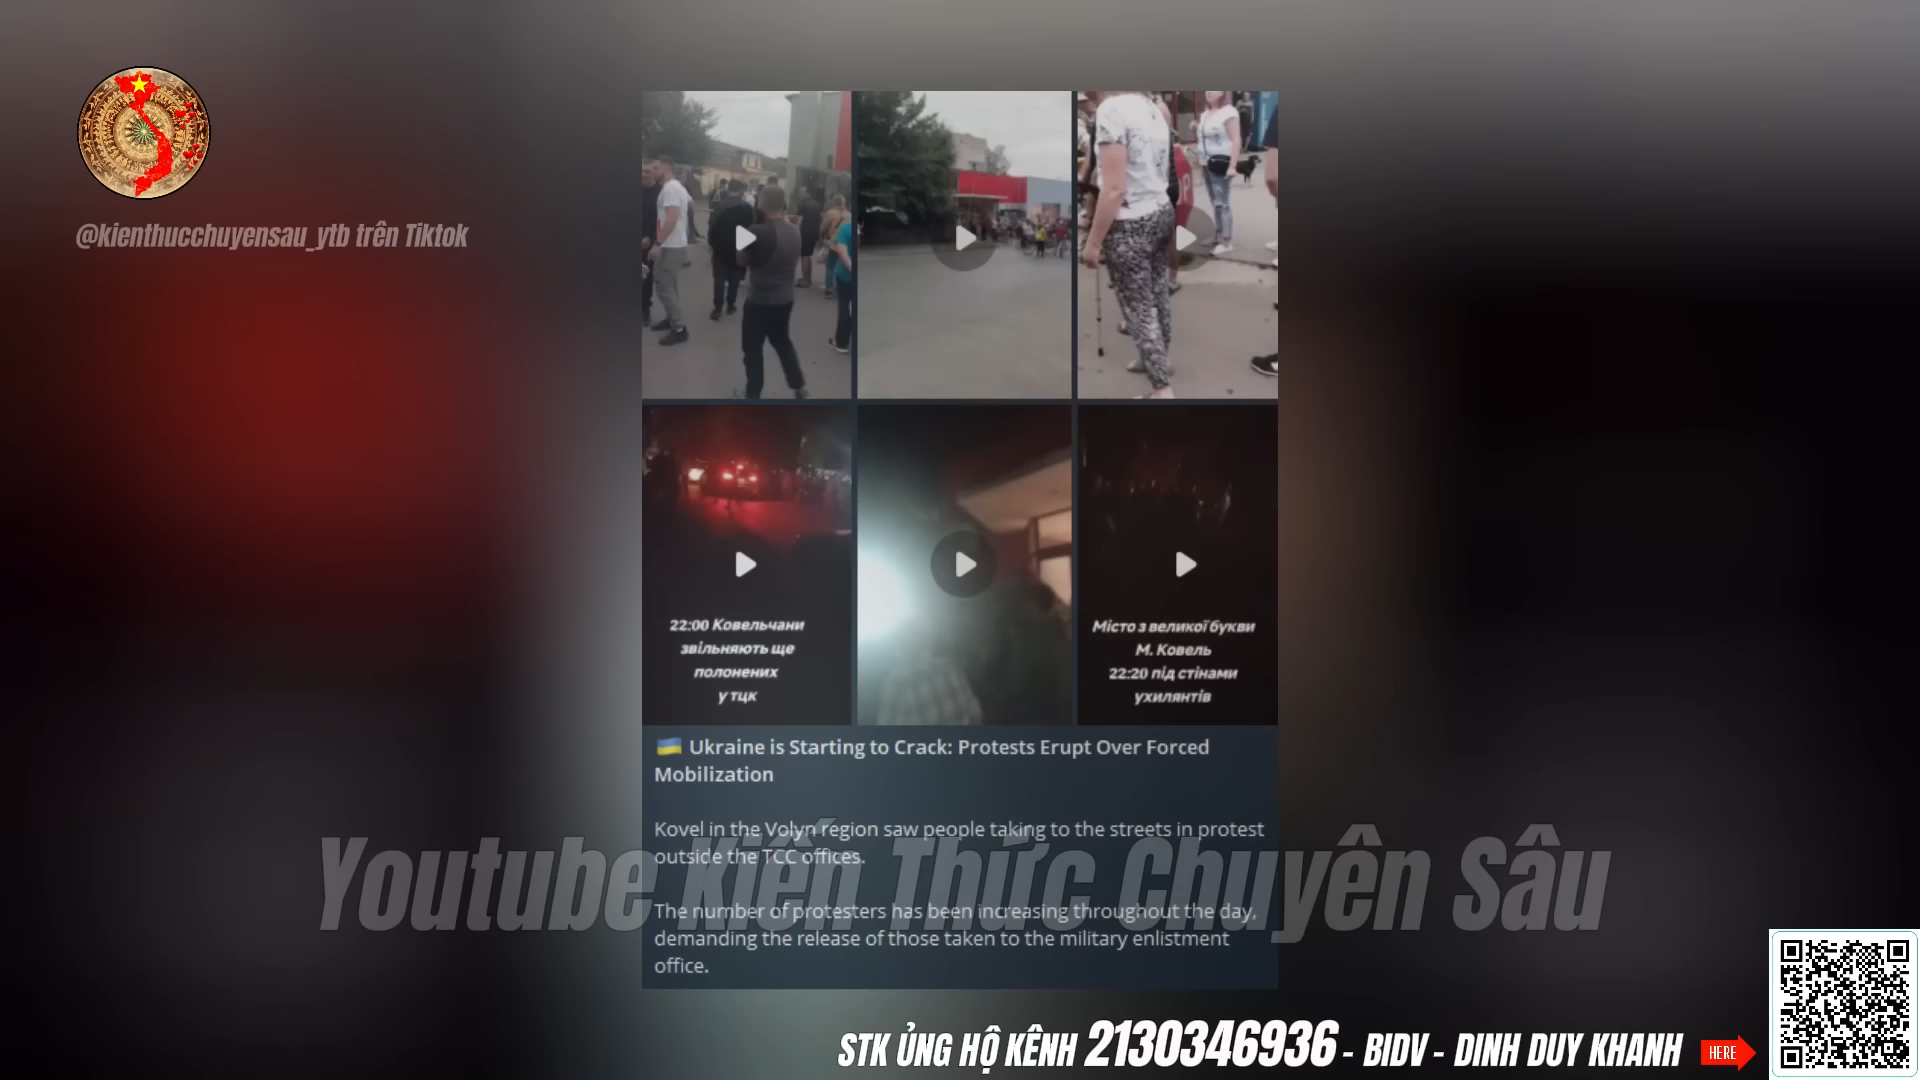 @kienthucchuyensau_ytb trên Tiktok
22:00 Ковельчани
звільняють ще
полонених
у тцк
Місто з великої букви
М. Ковель
22:20 під стінами
ухилянтів
Ukraine is Starting to Crack: Protests Erupt Over Forced
Mobilization
Kovel in the Volyn region saw people taking to the streets in protest
outside the TCC offices.
The number of protesters has been increasing throughout the day,
demanding the release of those taken to the military enlistment
office.
Youtube Kiến Thức Chuyên Sâu
STK ỦNG HỘ KÊNH 2130346936 - BIDV - DINH DUY KHANH
HERE